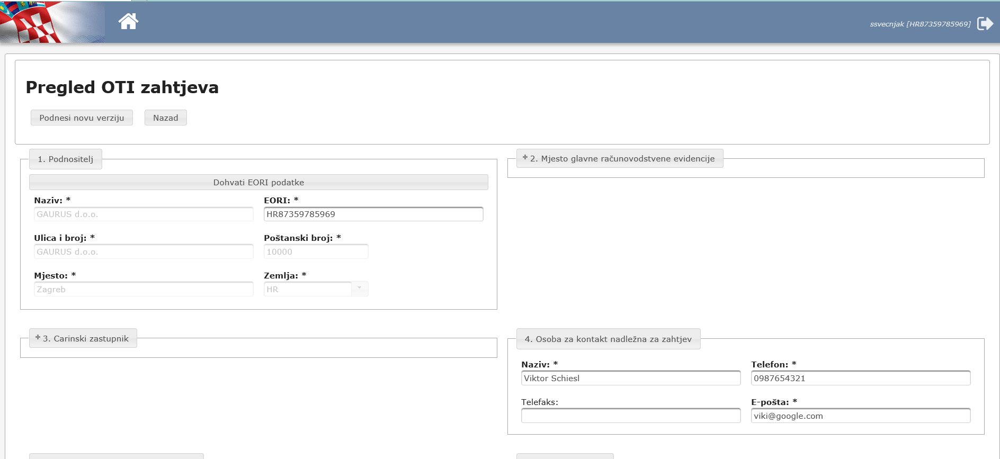 ssvecnjak [HR87359785969]
Pregled OTI zahtjeva
Podnesi novu verziju
Nazad
1. Podnositelj
Dohvati EORI podatke
Naziv: *
EORI: *
GAURUS d.o.o.
HR87359785969
Ulica i broj: *
Poštanski broj: *
GAURUS d.o.o.
10000
Mjesto: *
Zemlja: *
Zagreb
HR
2. Mjesto glavne računovodstvene evidencije
3. Carinski zastupnik
4. Osoba za kontakt nadležna za zahtjev
Naziv: *
Telefon: *
Viktor Schiesl
0987654321
Telefaks:
E-pošta: *
viki@google.com